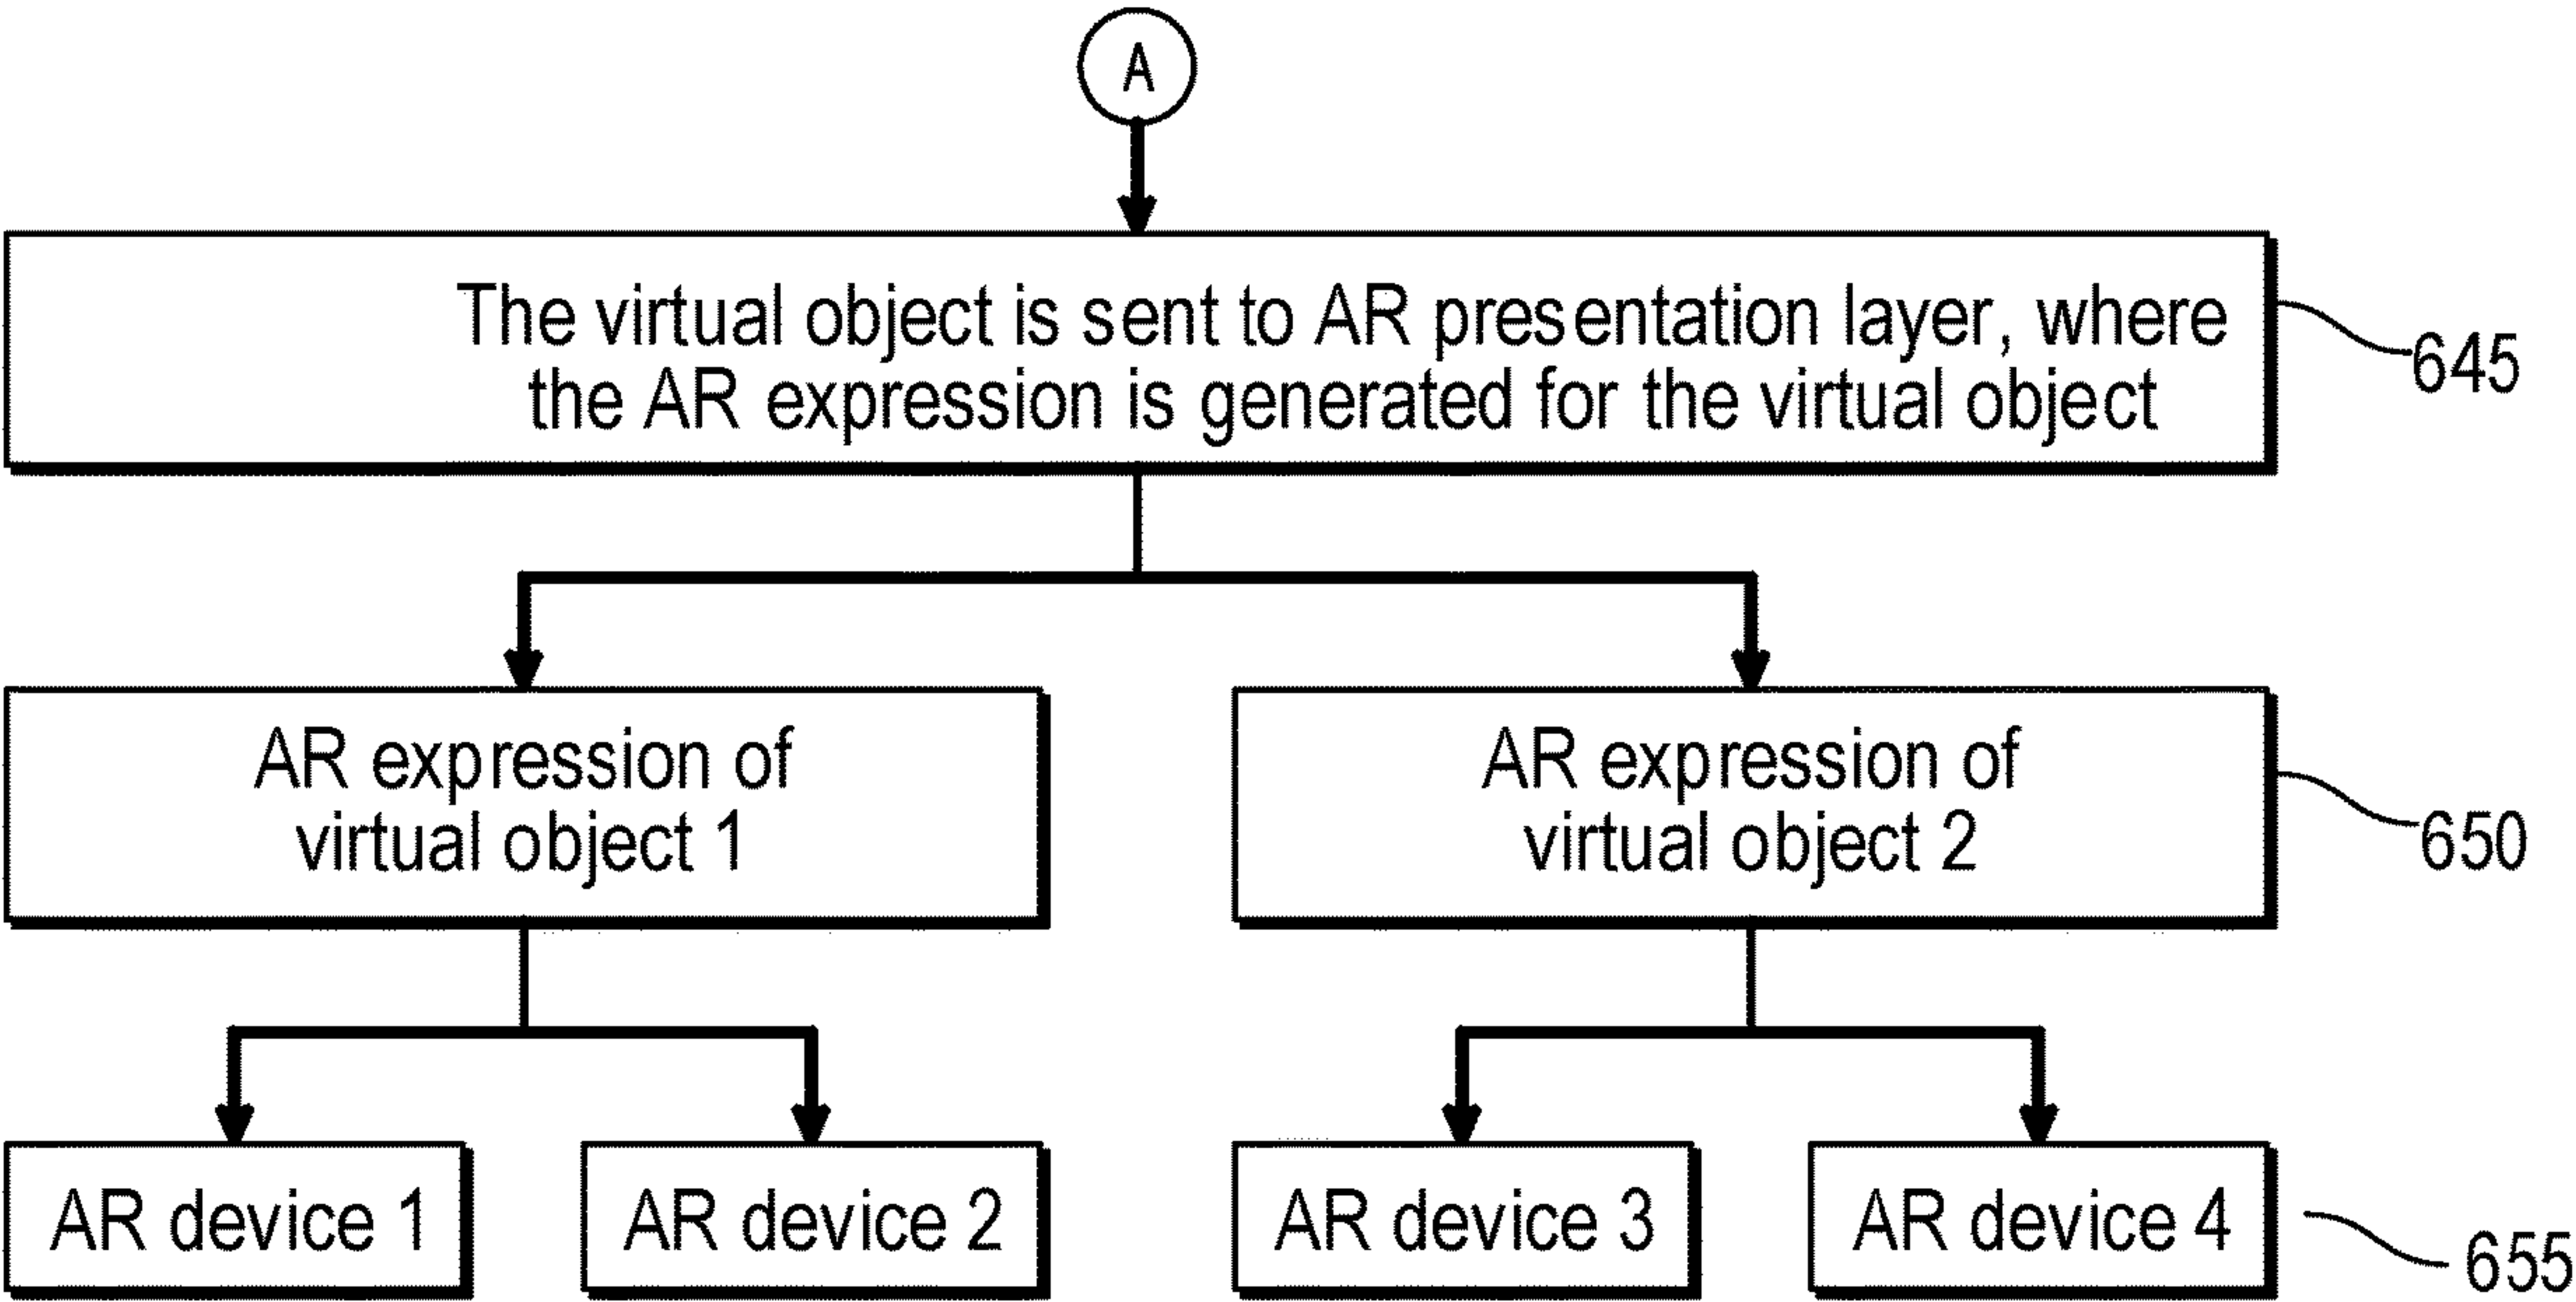 A
The virtual object is sent to AR presentation layer, where
the AR expression is generated for the virtual object
645
AR expression of
virtual object 1
AR expression of
virtual object 2
650
AR device 1
AR device 2
AR device 3
AR device 4
655